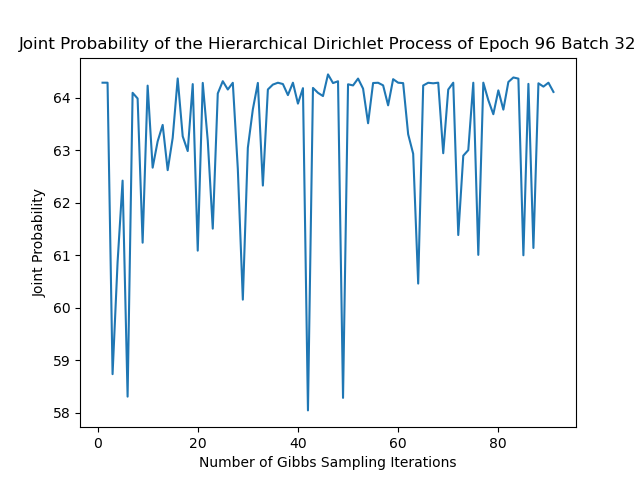 Joint Probability of the Hierarchical Dirichlet Process of Epoch 96 Batch 32
64
63
62
61
60
59
58
Joint Probability
0 20 40 60 80
Number of Gibbs Sampling Iterations